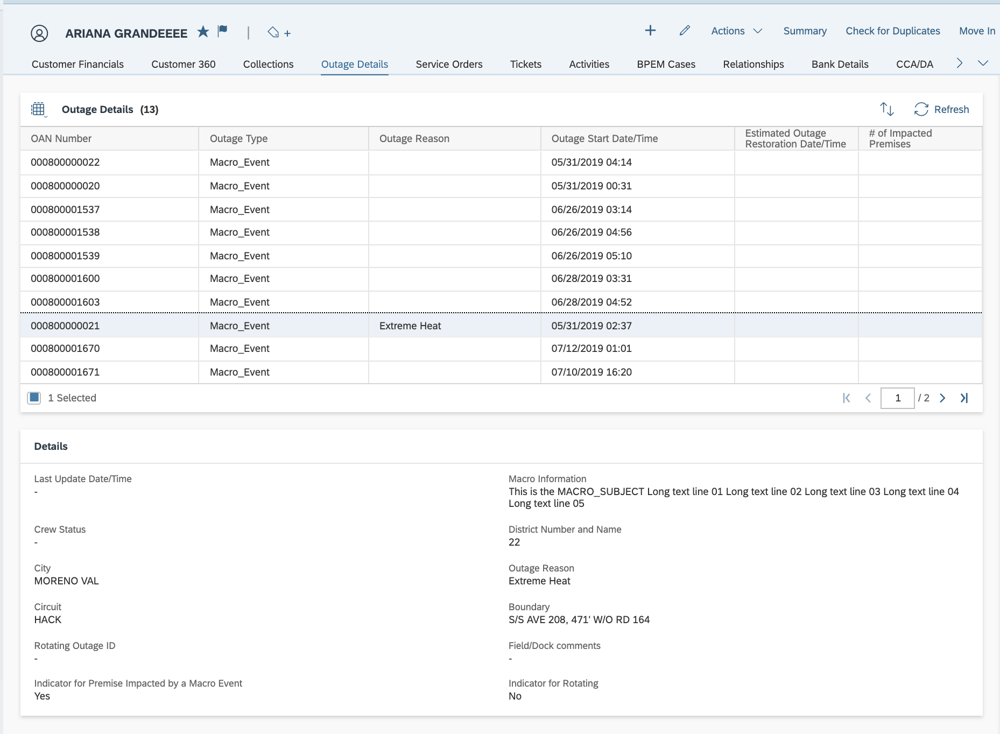 ARIANA GRANDEEEE
Actions Summary Check for Duplicates Move In
Customer Financials Customer 360 Collections Outage Details Service Orders Tickets Activities BPEM Cases Relationships Bank Details CCA/DA
Outage Details (13)
Refresh
OAN Number Outage Type Outage Reason Outage Start Date/Time Estimated Outage Restoration Date/Time # of Impacted Premises
000800000022 Macro_Event 05/31/2019 04:14
000800000020 Macro_Event 05/31/2019 00:31
000800001537 Macro_Event 06/26/2019 03:14
000800001538 Macro_Event 06/26/2019 04:56
000800001539 Macro_Event 06/26/2019 05:10
000800001600 Macro_Event 06/28/2019 03:31
000800001603 Macro_Event 06/28/2019 04:52
000800000021 Macro_Event Extreme Heat 05/31/2019 02:37
000800001670 Macro_Event 07/12/2019 01:01
000800001671 Macro_Event 07/10/2019 16:20
1 Selected
1 / 2
Details
Last Update Date/Time
-
Macro Information
This is the MACRO_SUBJECT Long text line 01 Long text line 02 Long text line 03 Long text line 04
Long text line 05
Crew Status
-
District Number and Name
22
City
MORENO VAL
Outage Reason
Extreme Heat
Circuit
HACK
Boundary
S/S AVE 208, 471' W/O RD 164
Rotating Outage ID
-
Field/Dock comments
-
Indicator for Premise Impacted by a Macro Event
Yes
Indicator for Rotating
No